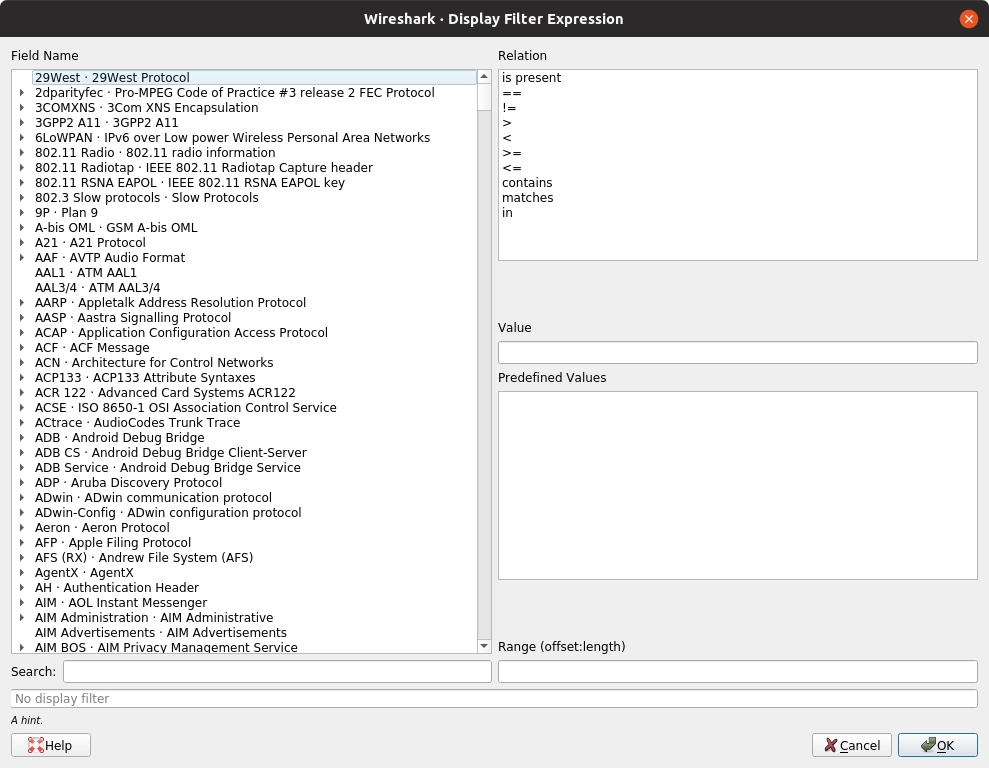 Wireshark · Display Filter Expression
Field Name
29West · 29West Protocol
2dparityfec · Pro-MPEG Code of Practice #3 release 2 FEC Protocol
3COMXNS · 3Com XNS Encapsulation
3GPP2 A11 · 3GPP2 A11
6LoWPAN · IPv6 over Low power Wireless Personal Area Networks
802.11 Radio · 802.11 radio information
802.11 Radiotap · IEEE 802.11 Radiotap Capture header
802.11 RSNA EAPOL · IEEE 802.11 RSNA EAPOL key
802.3 Slow protocols · Slow Protocols
9P · Plan 9
A-bis OML · GSM A-bis OML
A21 · A21 Protocol
AAF · AVTP Audio Format
AAL1 · ATM AAL1
AAL3/4 · ATM AAL3/4
AARP · Appletalk Address Resolution Protocol
AASP · Aastra Signalling Protocol
ACAP · Application Configuration Access Protocol
ACF · ACF Message
ACN · Architecture for Control Networks
ACP133 · ACP133 Attribute Syntaxes
ACR 122 · Advanced Card Systems ACR122
ACSE · ISO 8650-1 OSI Association Control Service
ACtrace · AudioCodes Trunk Trace
ADB · Android Debug Bridge
ADB CS · Android Debug Bridge Client-Server
ADB Service · Android Debug Bridge Service
ADP · Aruba Discovery Protocol
ADwin · ADwin communication protocol
ADwin-Config · ADwin configuration protocol
Aeron · Aeron Protocol
AFP · Apple Filing Protocol
AFS (RX) · Andrew File System (AFS)
AgentX · AgentX
AH · Authentication Header
AIM · AOL Instant Messenger
AIM Administration · AIM Administrative
AIM Advertisements · AIM Advertisements
AIM BOS · AIM Privacy Management Service
Search:
Relation
is present
==
!=
>
<
>=
<=
contains
matches
in
Value
Predefined Values
Range (offset:length)
No display filter
A hint.
Help
Cancel
OK